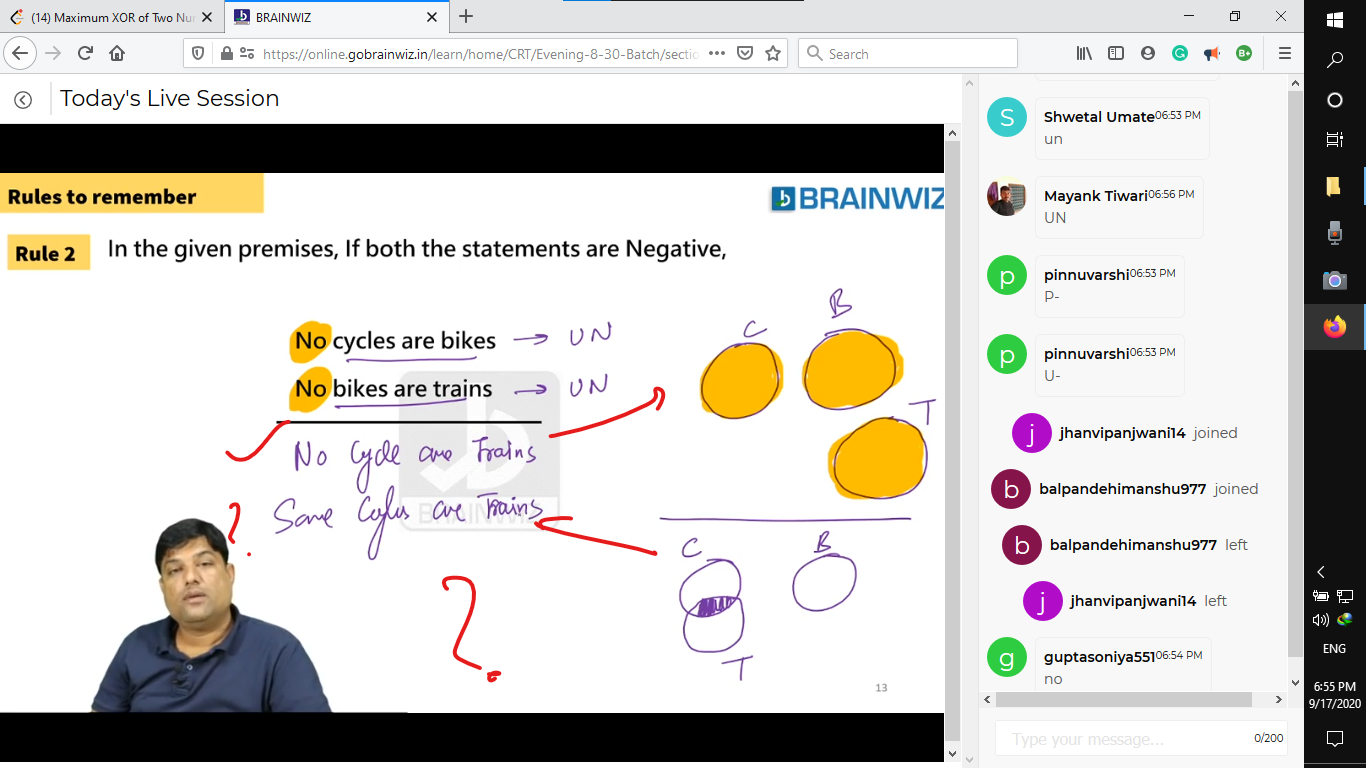 (14) Maximum XOR of Two Nu
BRAINWIZ
https://online.gobrainwiz.in/learn/home/CRT/Evening-8-30-Batch/sectio
Search
Today's Live Session
Rules to remember
BRAINWIZ
Rule 2 In the given premises, If both the statements are Negative,
No cycles are bikes → UN
No bikes are trains → UN
No Cycle are Trains
Some Cycles are Trains
?
?
C
B
T
C
B
T
BRAINWIZ
13
S
Shwetal Umate 06:53 PM
un
Mayank Tiwari 06:56 PM
UN
p
pinnuvarshi 06:53 PM
P-
p
pinnuvarshi 06:53 PM
U-
j
jhanvipanjwani14 joined
b
balpandehimanshu977 joined
b
balpandehimanshu977 left
j
jhanvipanjwani14 left
g
guptasoniya551 06:54 PM
no
Type your message...
0/200
B+
ENG
6:55 PM
9/17/2020